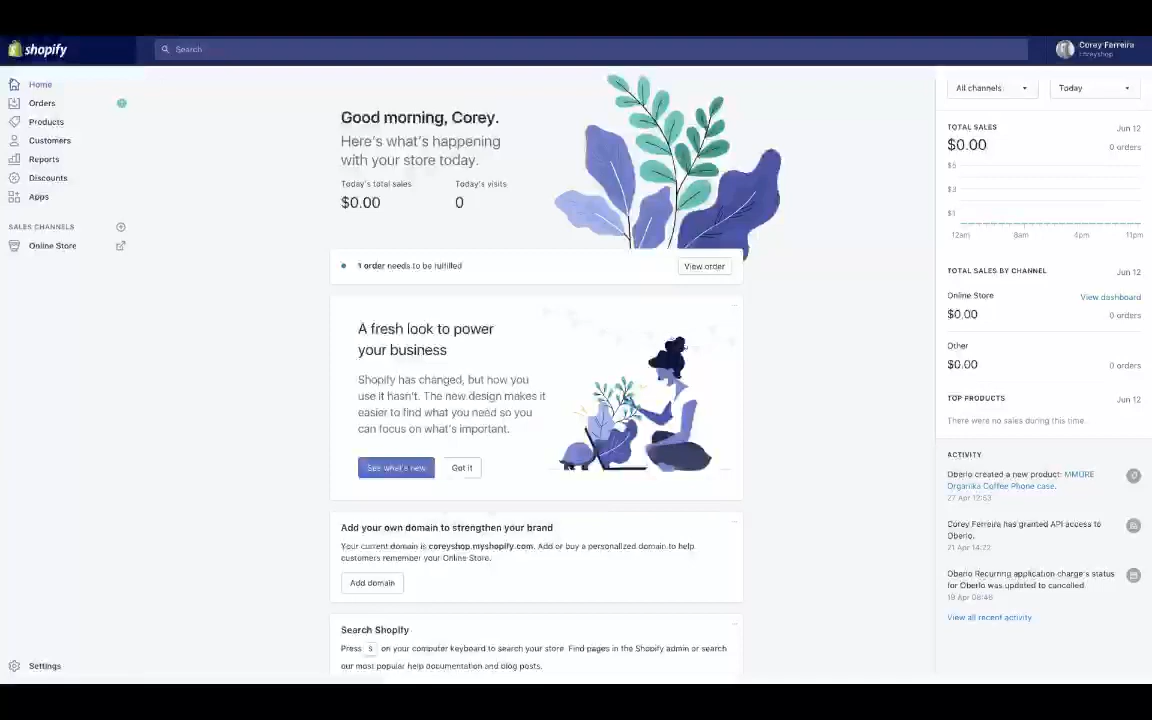 shopify
Search
Corey Ferreira
coreyshop
Home
Orders
Products
Customers
Reports
Discounts
Apps
SALES CHANNELS
Online Store
Settings
Good morning, Corey.
Here's what's happening
with your store today.
Today's total sales
Today's visits
$0.00
0
1 order needs to be fulfilled
View order
A fresh look to power
your business
Shopify has changed, but how you
use it hasn't. The new design makes it
easier to find what you need so you
can focus on what's important.
See what's new
Got it
Add your own domain to strengthen your brand
Your current domain is coreyshop.myshopify.com. Add or buy a personalized domain to help
customers remember your Online Store.
Add domain
Search Shopify
Press S on your computer keyboard to search your store. Find pages in the Shopify admin or search
our most popular help documentation and blog posts.
All channels
Today
TOTAL SALES
Jun 12
$0.00
0 orders
$5
$3
$1
12am
8am
4pm
11pm
TOTAL SALES BY CHANNEL
Jun 12
Online Store
View dashboard
$0.00
0 orders
Other
$0.00
0 orders
TOP PRODUCTS
Jun 12
There were no sales during this time
ACTIVITY
Oberlo created a new product: MMORE
Organika Coffee Phone case.
27 Apr 12:53
Corey Ferreira has granted API access to
Oberlo.
21 Apr 14:22
Oberlo Recurring application charge's status
for Oberlo was updated to cancelled
19 Apr 08:46
View all recent activity